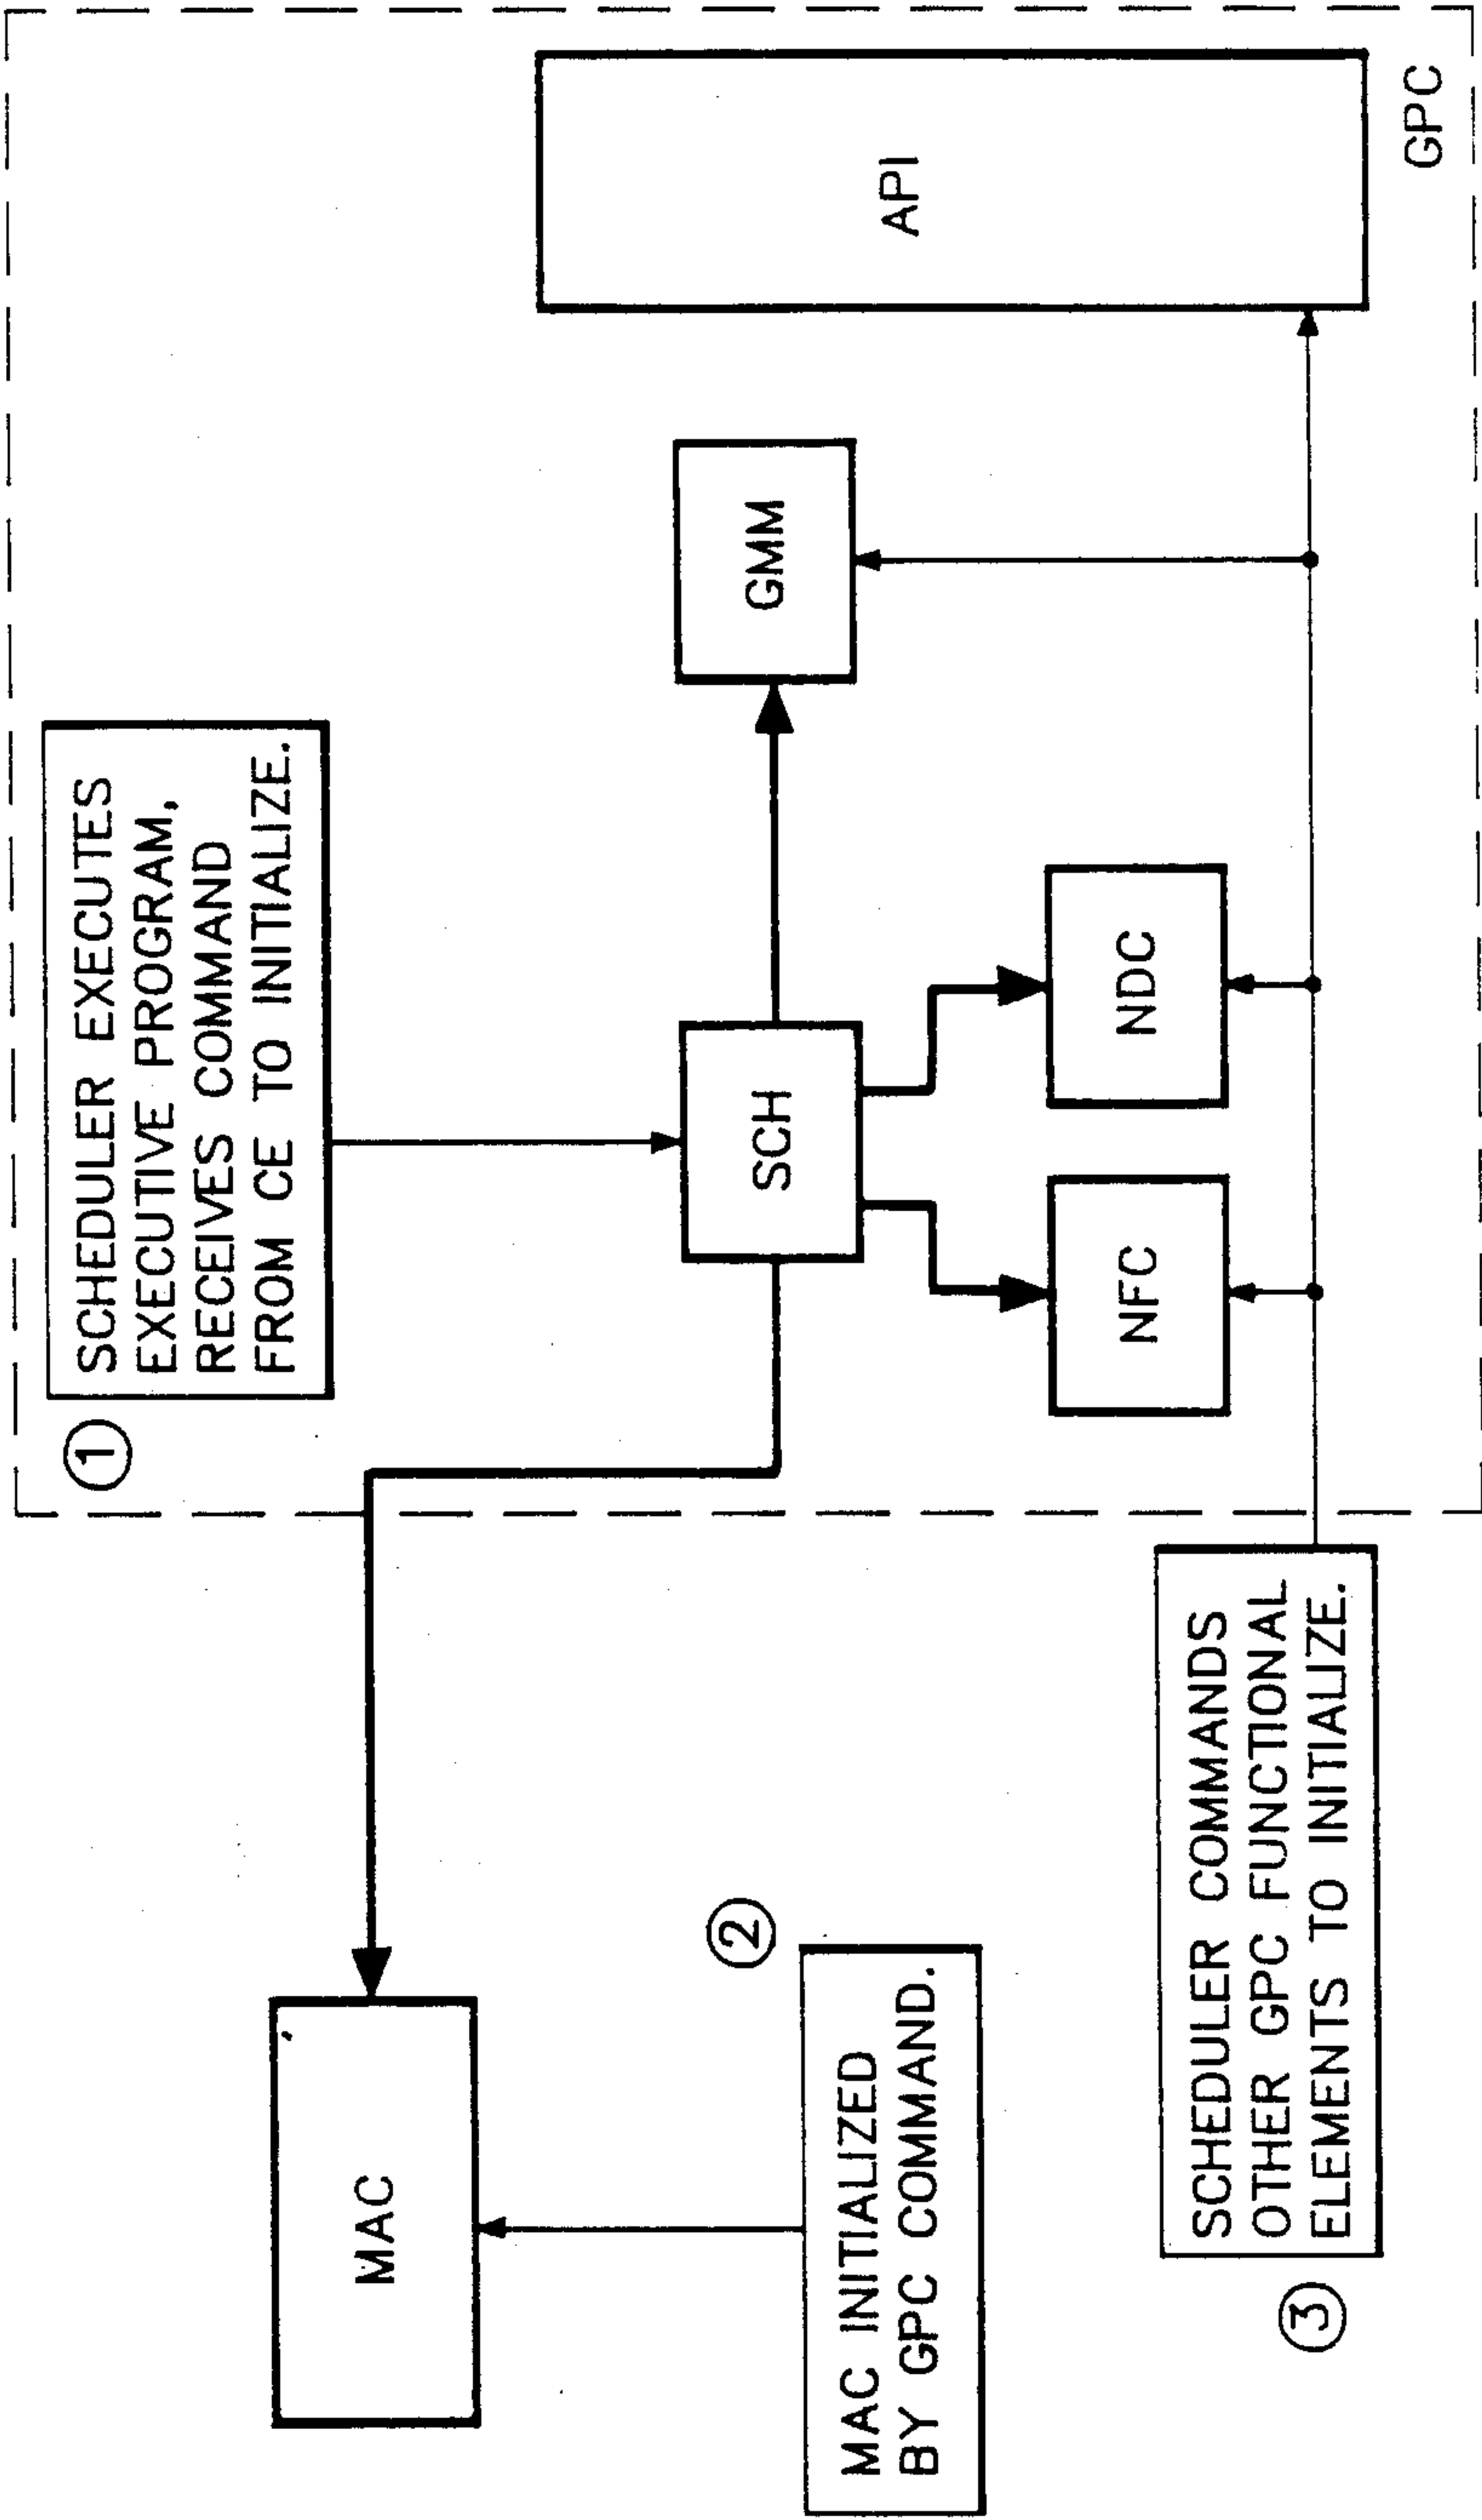 ①
SCHEDULER EXECUTES
EXECUTIVE PROGRAM,
RECEIVES COMMAND
FROM CE TO INITIALIZE.
MAC
SCH
GMM
API
②
MAC INITIALIZED
BY GPC COMMAND.
NFC
NDC
③
SCHEDULER COMMANDS
OTHER GPC FUNCTIONAL
ELEMENTS TO INITIALIZE.
GPC